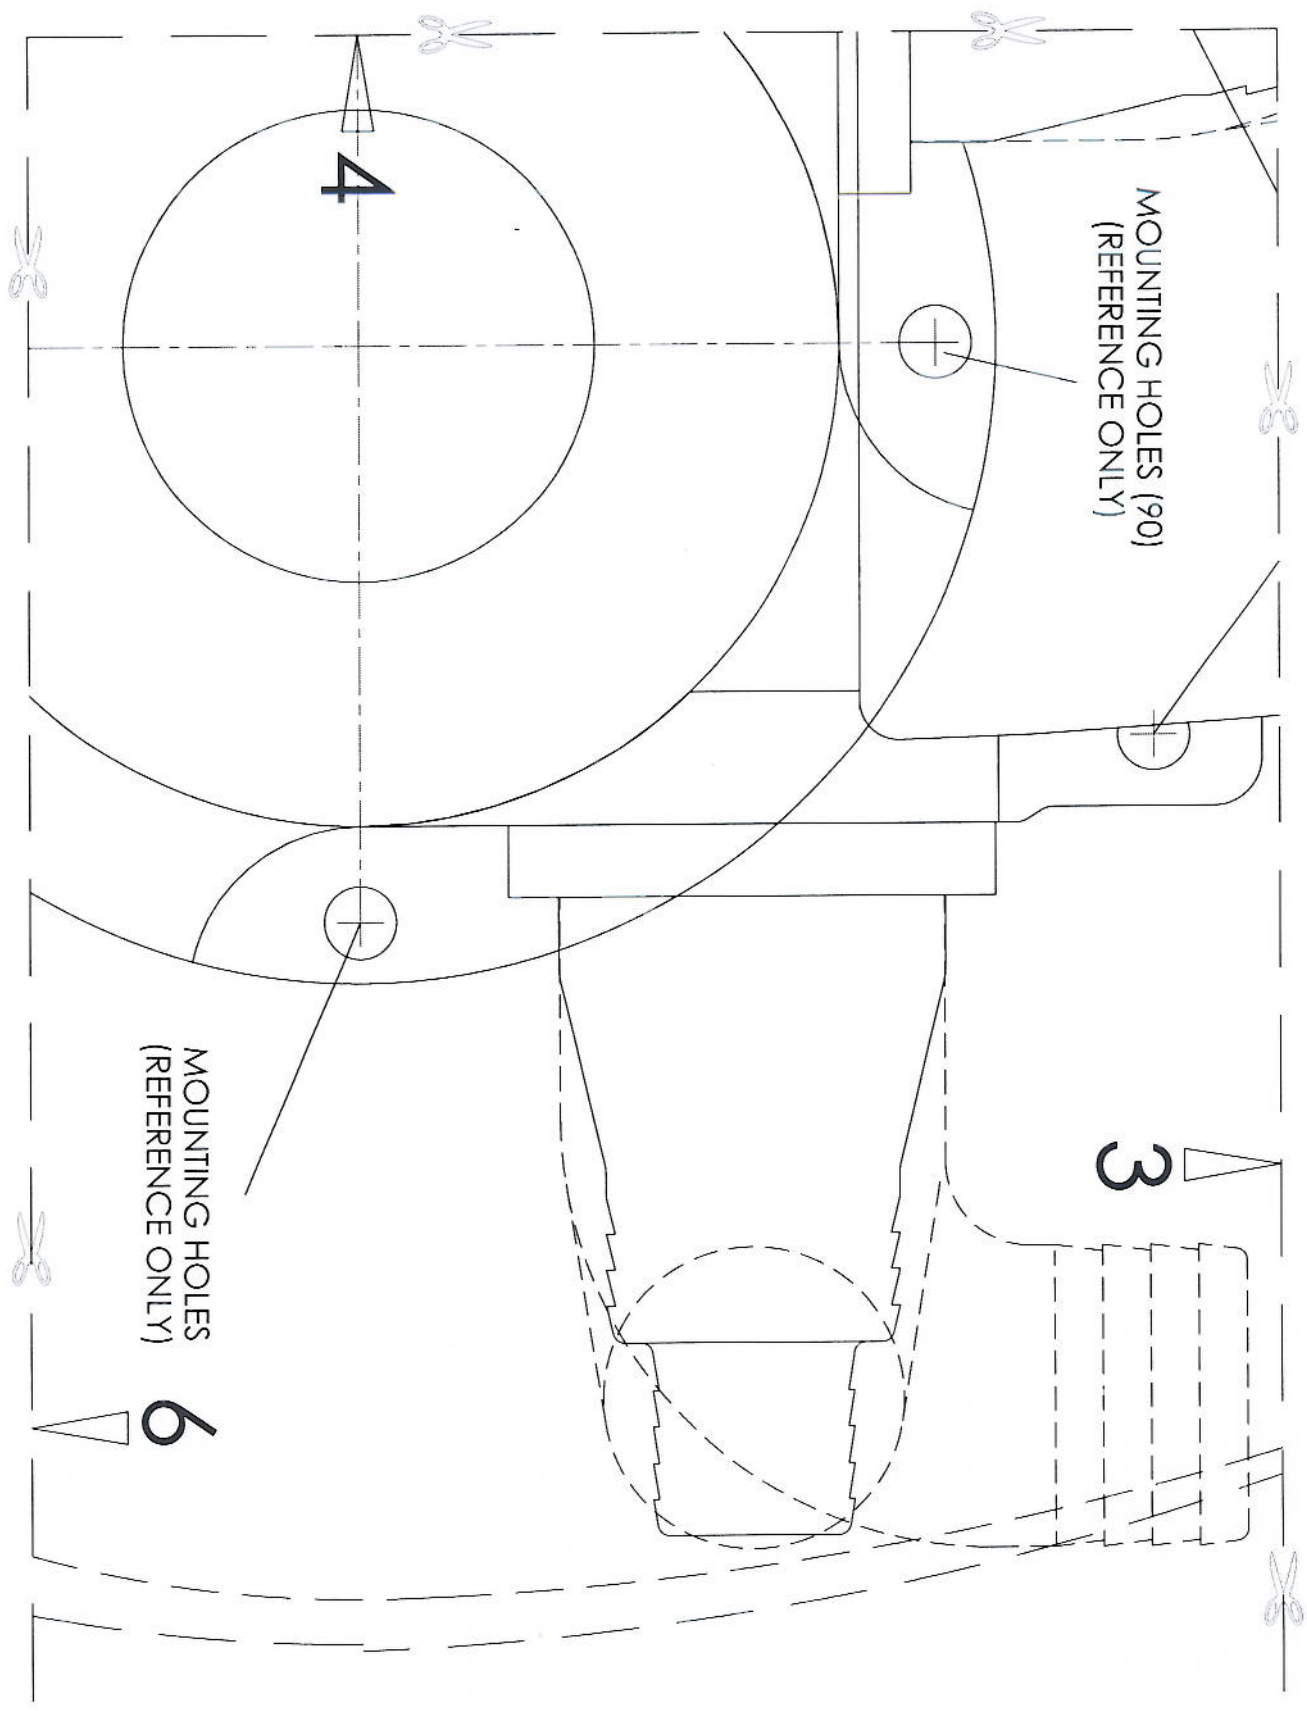 4
MOUNTING HOLES (90)
(REFERENCE ONLY)
3
MOUNTING HOLES
(REFERENCE ONLY)
6